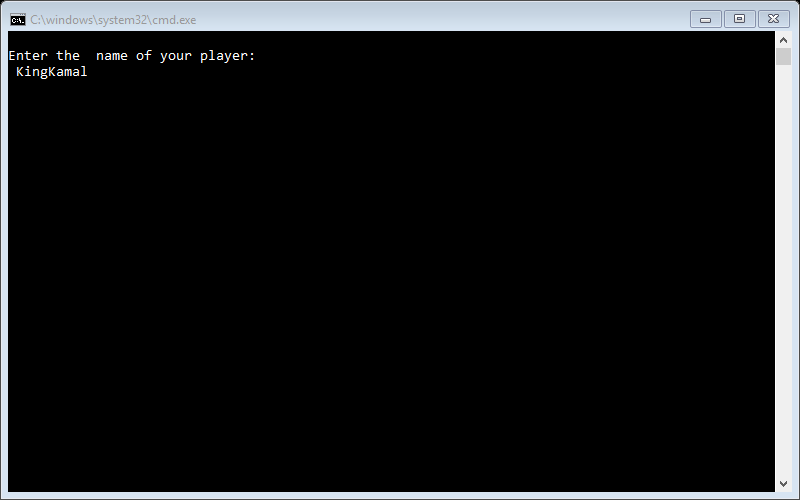 C:\windows\system32\cmd.exe
Enter the  name of your player:
 KingKamal